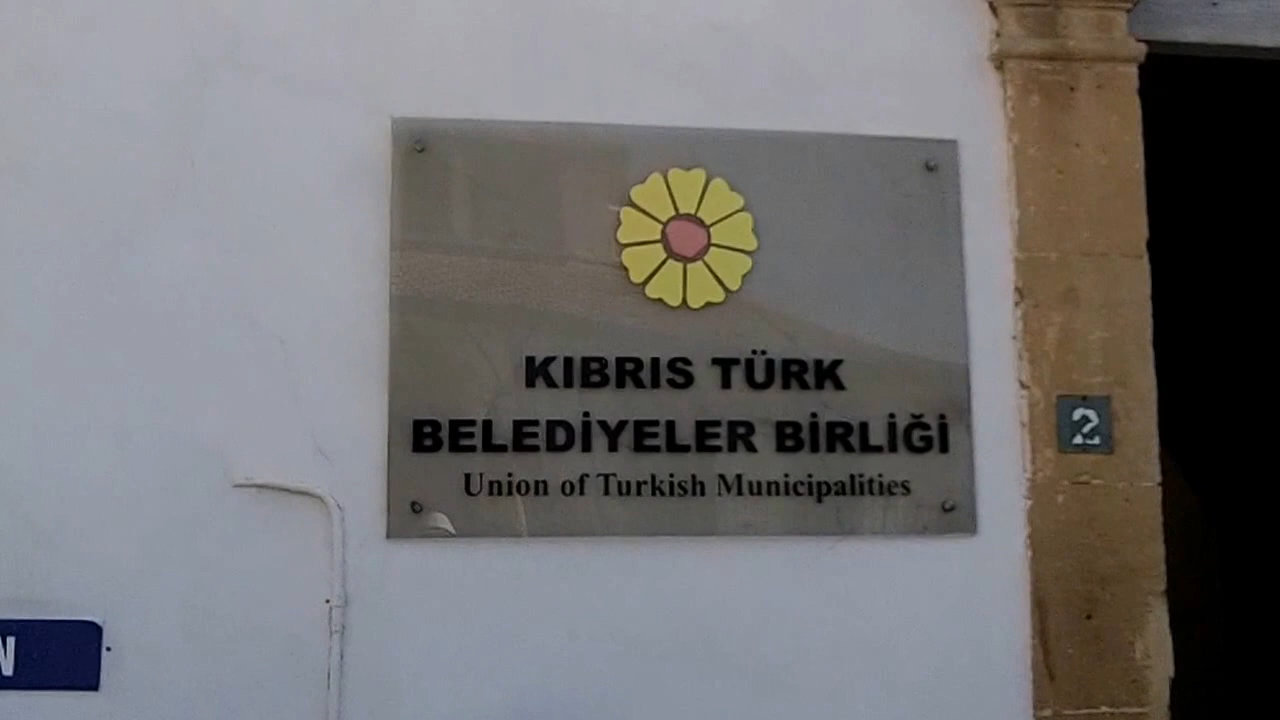 KIBRIS TÜRK
BELEDİYELER BİRLİĞİ
Union of Turkish Municipalities
2
N